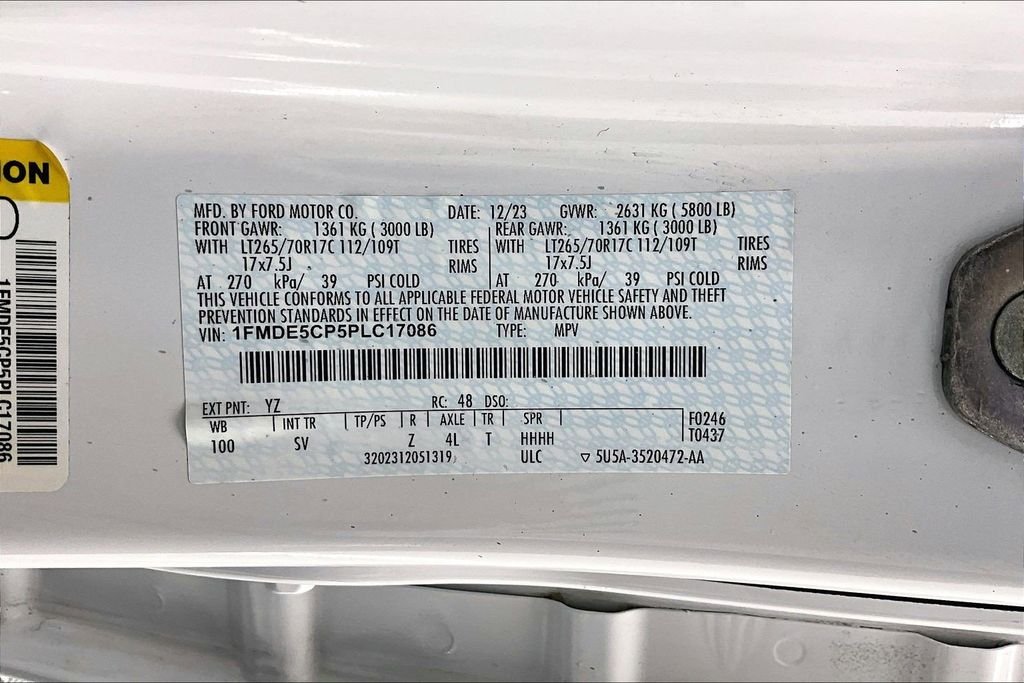 ION
1FMDE5CP5PLC17086
MFD. BY FORD MOTOR CO. DATE: 12/23 GVWR: 2631 KG ( 5800 LB)
FRONT GAWR: 1361 KG ( 3000 LB) REAR GAWR: 1361 KG ( 3000 LB)
WITH LT265/70R17C 112/109T TIRES WITH LT265/70R17C 112/109T TIRES
17x7.5J RIMS 17x7.5J RIMS
AT 270 kPa/ 39 PSI COLD AT 270 kPa/ 39 PSI COLD
THIS VEHICLE CONFORMS TO ALL APPLICABLE FEDERAL MOTOR VEHICLE SAFETY AND THEFT
PREVENTION STANDARDS IN EFFECT ON THE DATE OF MANUFACTURE SHOWN ABOVE.
VIN: 1FMDE5CP5PLC17086 TYPE: MPV
EXT PNT: YZ RC: 48 DSO:
WB INT TR TP/PS R AXLE TR SPR F0246
100 SV Z 4L T HHHH T0437
3202312051319 ULC ▽ 5U5A-3520472-AA